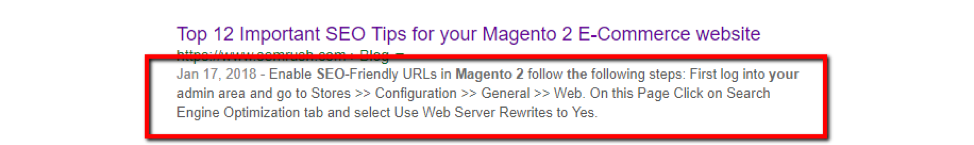 Top 12 Important SEO Tips for your Magento 2 E-Commerce website
https://www.semrush.com › Blog
Jan 17, 2018 - Enable SEO-Friendly URLs in Magento 2 follow the following steps: First log into your
admin area and go to Stores >> Configuration >> General >> Web. On this Page Click on Search
Engine Optimization tab and select Use Web Server Rewrites to Yes.